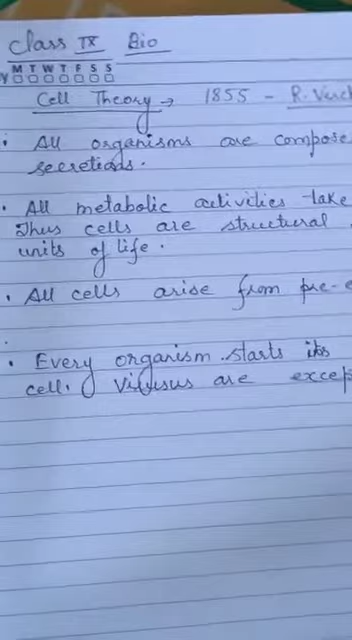 Class IX Bio
M T W T F S S
Cell Theory → 1855 - R. Virch
· All organisms are compose
secretions.
· All metabolic activities take
Thus cells are structural
units of life.
· All cells arise from pre-e
· Every organism starts its
cell. Virusus are excep